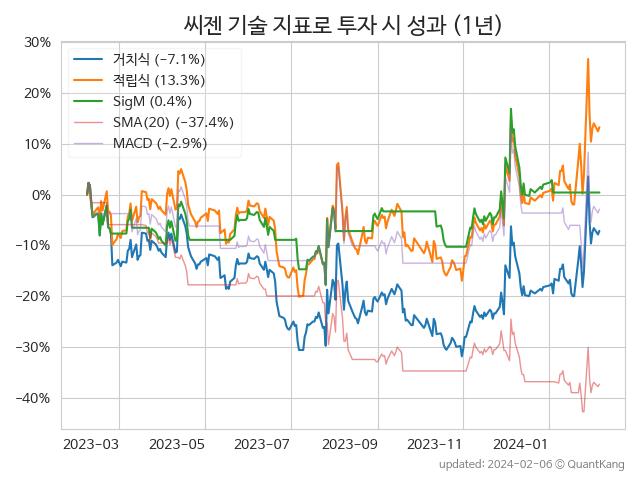 씨젠 기술 지표로 투자 시 성과 (1년)
거치식 (−7.1%)
적립식 (13.3%)
SigM (0.4%)
SMA(20) (−37.4%)
MACD (−2.9%)
30%
20%
10%
0%
−10%
−20%
−30%
−40%
2023−03 2023−05 2023−07 2023−09 2023−11 2024−01
updated: 2024-02-06 © QuantKang